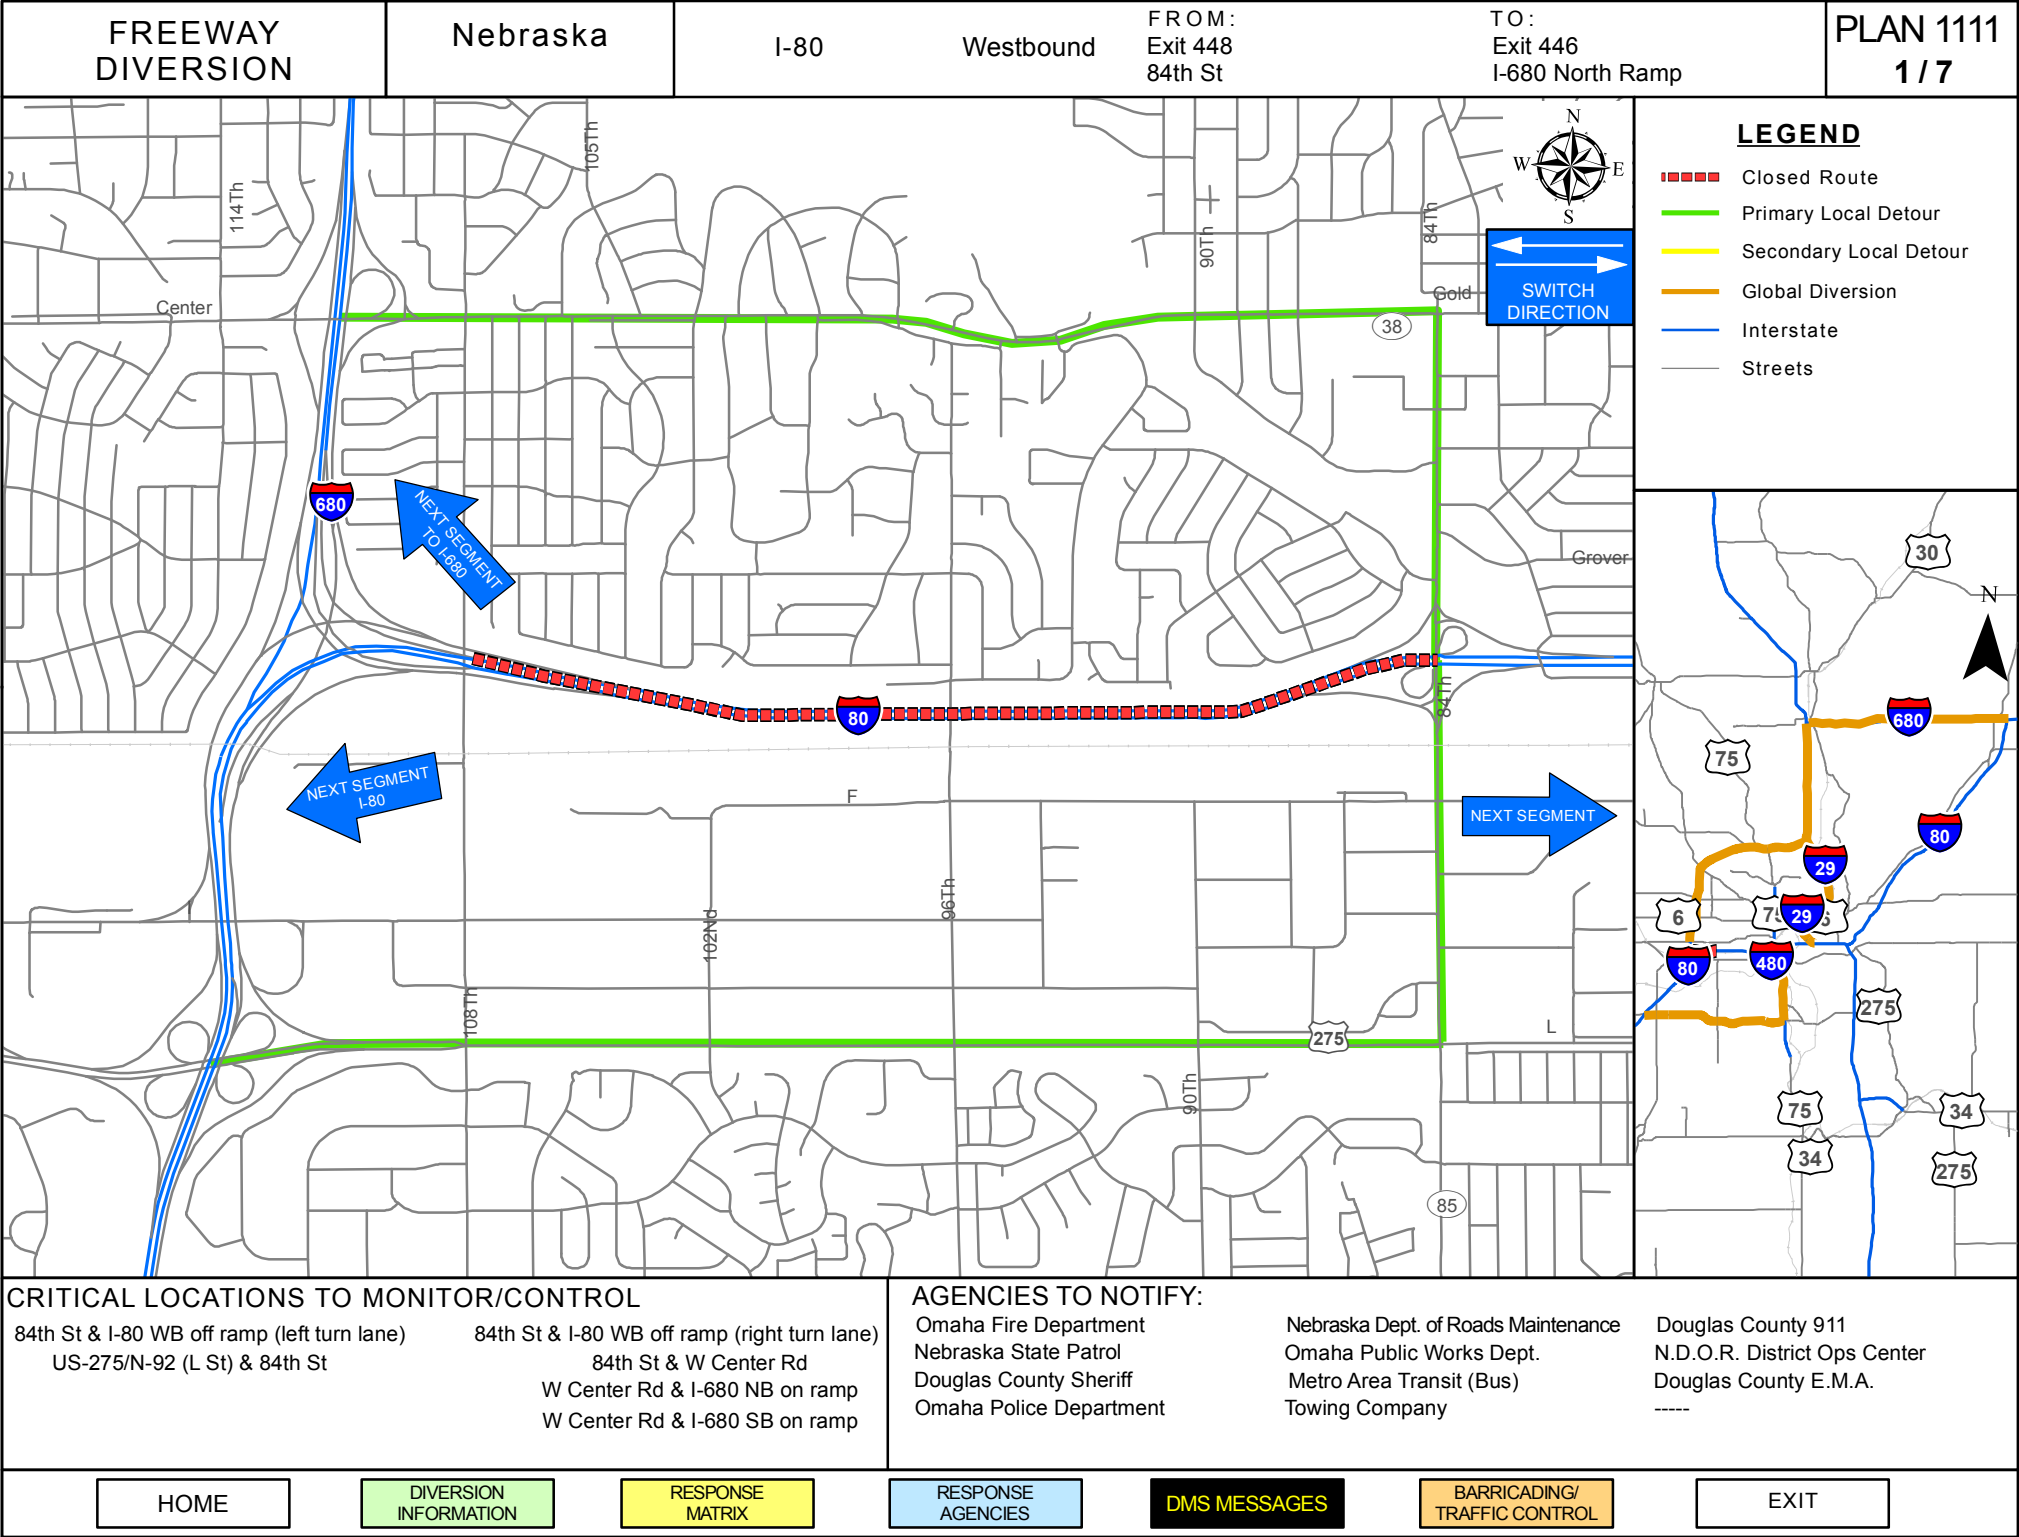 FREEWAY
DIVERSION
Nebraska
I-80
Westbound
FROM:
Exit 448
84th St
TO:
Exit 446
I-680 North Ramp
PLAN 1111
1 / 7
LEGEND
Closed Route
Primary Local Detour
Secondary Local Detour
Global Diversion
Interstate
Streets
N
W
E
S
SWITCH
DIRECTION
114Th
105Th
90Th
84Th
Center
Gold
38
680
NEXT SEGMENT
TO I-680
Grover
80
84Th
NEXT SEGMENT
I-80
F
NEXT SEGMENT
96Th
102Nd
108Th
275
L
90Th
85
30
N
680
75
80
29
6
75
29
6
80
480
275
75
34
34
275
CRITICAL LOCATIONS TO MONITOR/CONTROL
84th St & I-80 WB off ramp (left turn lane)
US-275/N-92 (L St) & 84th St
84th St & I-80 WB off ramp (right turn lane)
84th St & W Center Rd
W Center Rd & I-680 NB on ramp
W Center Rd & I-680 SB on ramp
AGENCIES TO NOTIFY:
Omaha Fire Department
Nebraska State Patrol
Douglas County Sheriff
Omaha Police Department
Nebraska Dept. of Roads Maintenance
Omaha Public Works Dept.
Metro Area Transit (Bus)
Towing Company
Douglas County 911
N.D.O.R. District Ops Center
Douglas County E.M.A.
-----
HOME
DIVERSION
INFORMATION
RESPONSE
MATRIX
RESPONSE
AGENCIES
DMS MESSAGES
BARRICADING/
TRAFFIC CONTROL
EXIT